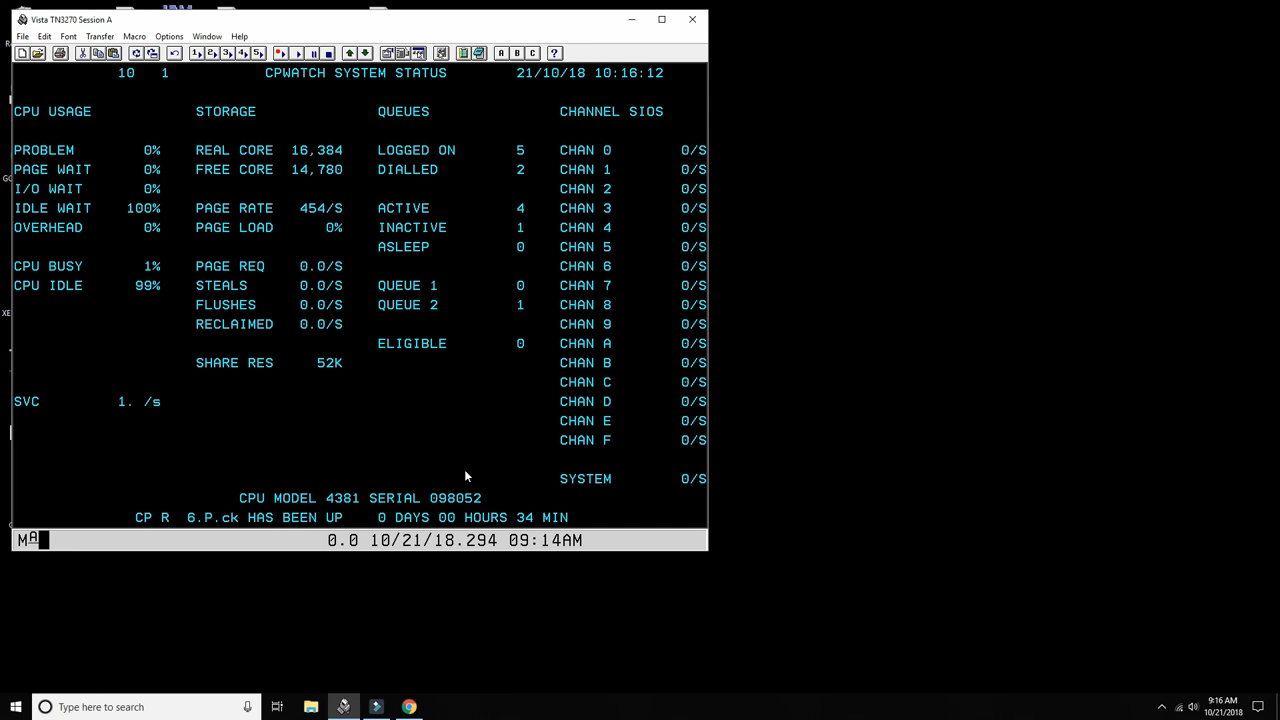 Vista TN3270 Session A
File Edit Font Transfer Macro Options Window Help
1 2 3 4 5 A B C ?
10 1 CPWATCH SYSTEM STATUS 21/10/18 10:16:12
CPU USAGE STORAGE QUEUES CHANNEL SIOS
PROBLEM 0% REAL CORE 16,384 LOGGED ON 5 CHAN 0 0/S
PAGE WAIT 0% FREE CORE 14,780 DIALLED 2 CHAN 1 0/S
I/O WAIT 0% CHAN 2 0/S
IDLE WAIT 100% PAGE RATE 454/S ACTIVE 4 CHAN 3 0/S
OVERHEAD 0% PAGE LOAD 0% INACTIVE 1 CHAN 4 0/S
ASLEEP 0 CHAN 5 0/S
CPU BUSY 1% PAGE REQ 0.0/S CHAN 6 0/S
CPU IDLE 99% STEALS 0.0/S QUEUE 1 0 CHAN 7 0/S
FLUSHES 0.0/S QUEUE 2 1 CHAN 8 0/S
RECLAIMED 0.0/S CHAN 9 0/S
ELIGIBLE 0 CHAN A 0/S
SHARE RES 52K CHAN B 0/S
CHAN C 0/S
SVC 1. /s CHAN D 0/S
CHAN E 0/S
CHAN F 0/S
SYSTEM 0/S
CPU MODEL 4381 SERIAL 098052
CP R 6.P.ck HAS BEEN UP 0 DAYS 00 HOURS 34 MIN
MA 0.0 10/21/18.294 09:14AM
Type here to search
9:16 AM
10/21/2018